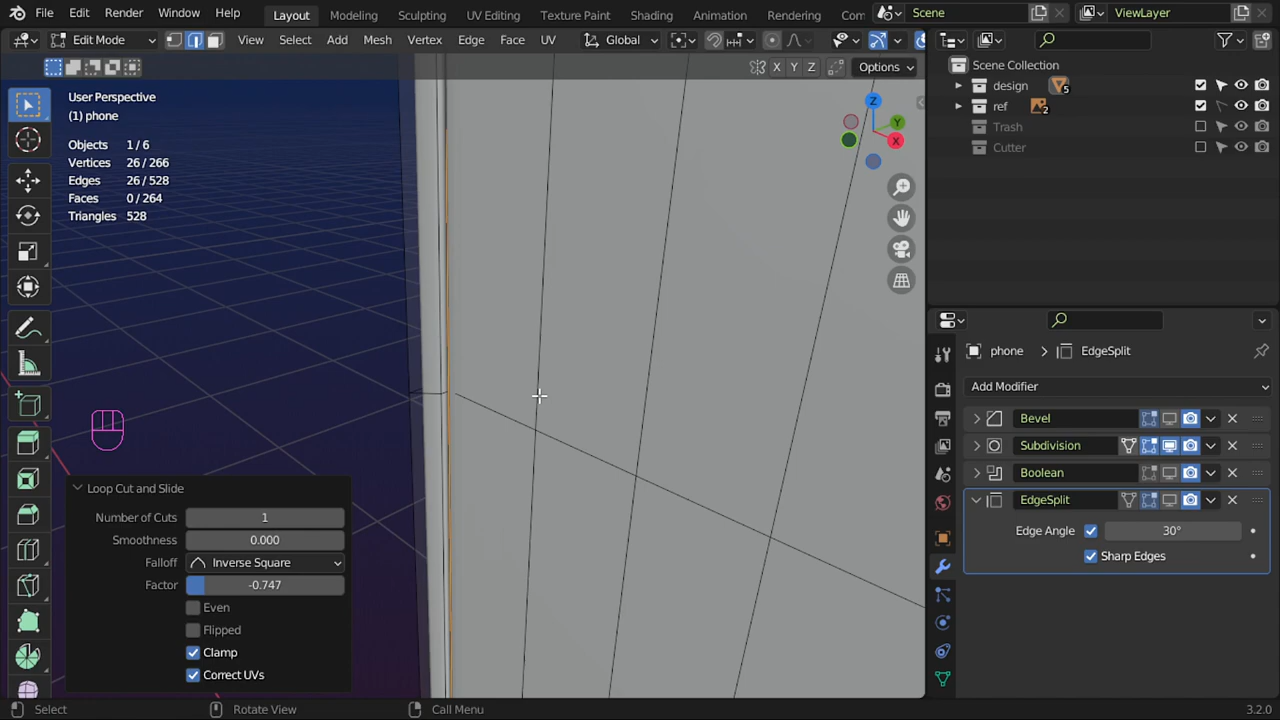 File Edit Render Window Help Layout Modeling Sculpting UV Editing Texture Paint Shading Animation Rendering Com Scene ViewLayer
Edit Mode View Select Add Mesh Vertex Edge Face UV Global
X Y Z Options
User Perspective
(1) phone
Objects 1 / 6
Vertices 26 / 266
Edges 26 / 528
Faces 0 / 264
Triangles 528
Z
Y
X
Loop Cut and Slide
Number of Cuts 1
Smoothness 0.000
Falloff Inverse Square
Factor -0.747
Even
Flipped
Clamp
Correct UVs
Scene Collection
design 5
ref 2
Trash
Cutter
phone EdgeSplit
Add Modifier
Bevel
Subdivision
Boolean
EdgeSplit
Edge Angle 30°
Sharp Edges
Select Rotate View Call Menu 3.2.0